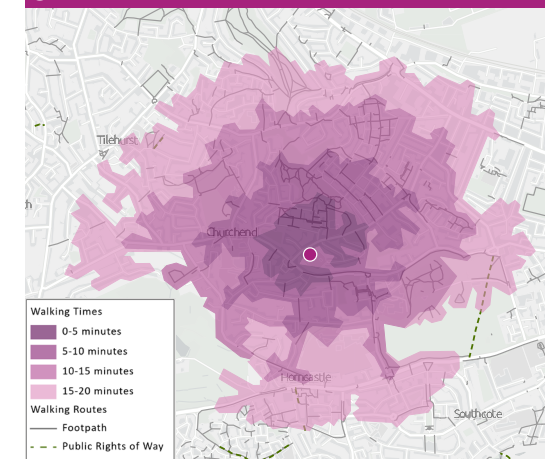 Tilehurst
h
Churchend
Walking Times
0-5 minutes
5-10 minutes
10-15 minutes
15-20 minutes
Walking Routes
Footpath
Public Rights of Way
Horncastle
Southcote